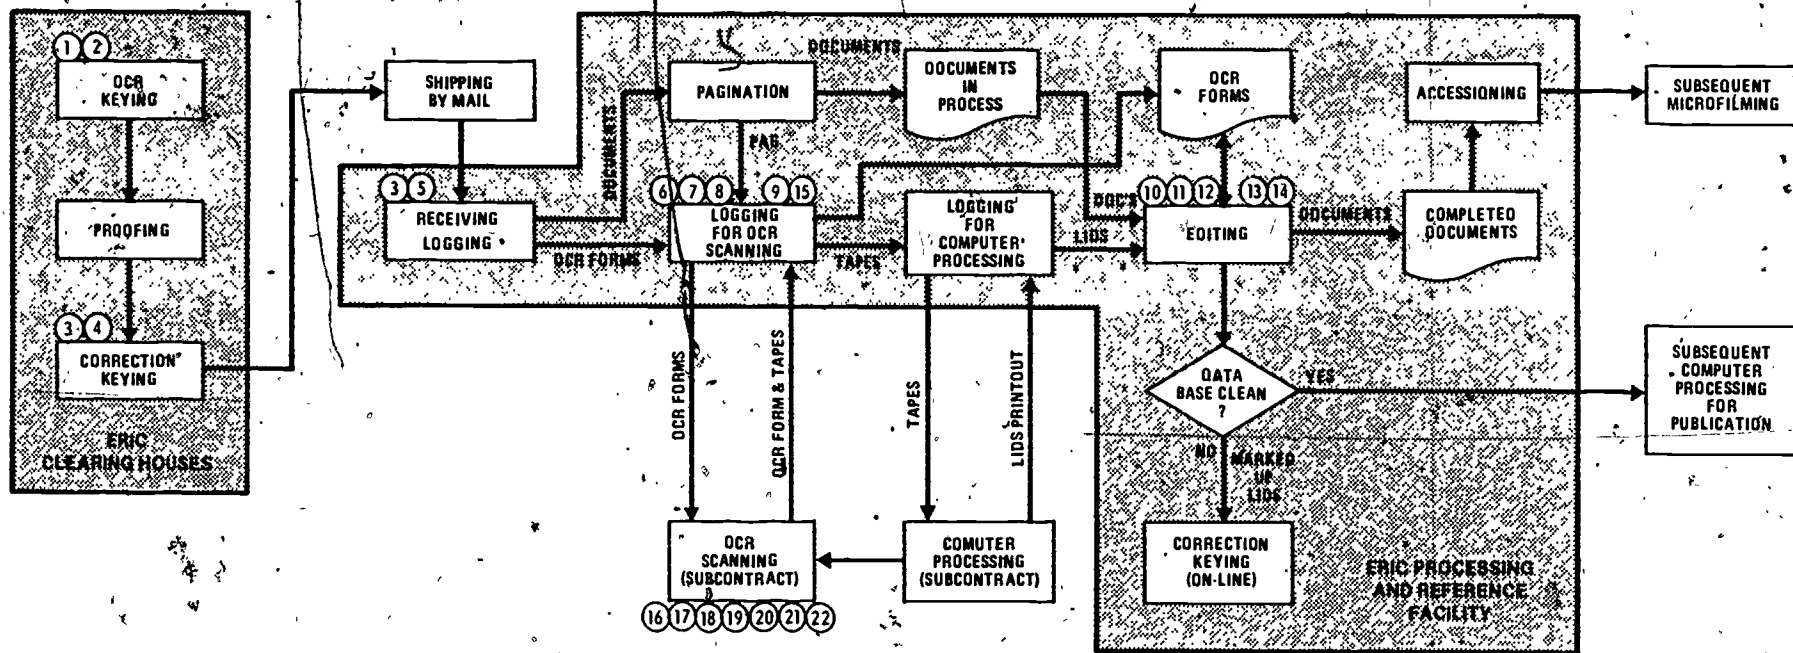 1 2
OCR
KEYING
PROOFING
3 4
CORRECTION
KEYING
ERIC
CLEARING HOUSES
SHIPPING
BY MAIL
3 5
RECEIVING
LOGGING
DOCUMENTS
OCR FORMS
PAGINATION
PAG
DOCUMENTS
6 7 8 9 15
LOGGING
FOR OCR
SCANNING
TAPES
OCR FORMS
OCR FORM & TAPES
OCR
SCANNING
(SUBCONTRACT)
16 17 18 19 20 21 22
DOCUMENTS
IN
PROCESS
LOGGING
FOR
COMPUTER
PROCESSING
TAPES
LIDS PRINTOUT
COMUTER
PROCESSING
(SUBCONTRACT)
DOC'S
LIDS
OCR
FORMS
10 11 12 13 14
EDITING
DOCUMENTS
DATA
BASE CLEAN
?
YES
NO
MARKED
UP
LIDS
CORRECTION
KEYING
(ON-LINE)
ACCESSIONING
COMPLETED
DOCUMENTS
ERIC PROCESSING
AND REFERENCE
FACILITY
SUBSEQUENT
MICROFILMING
SUBSEQUENT
COMPUTER
PROCESSING
FOR
PUBLICATION